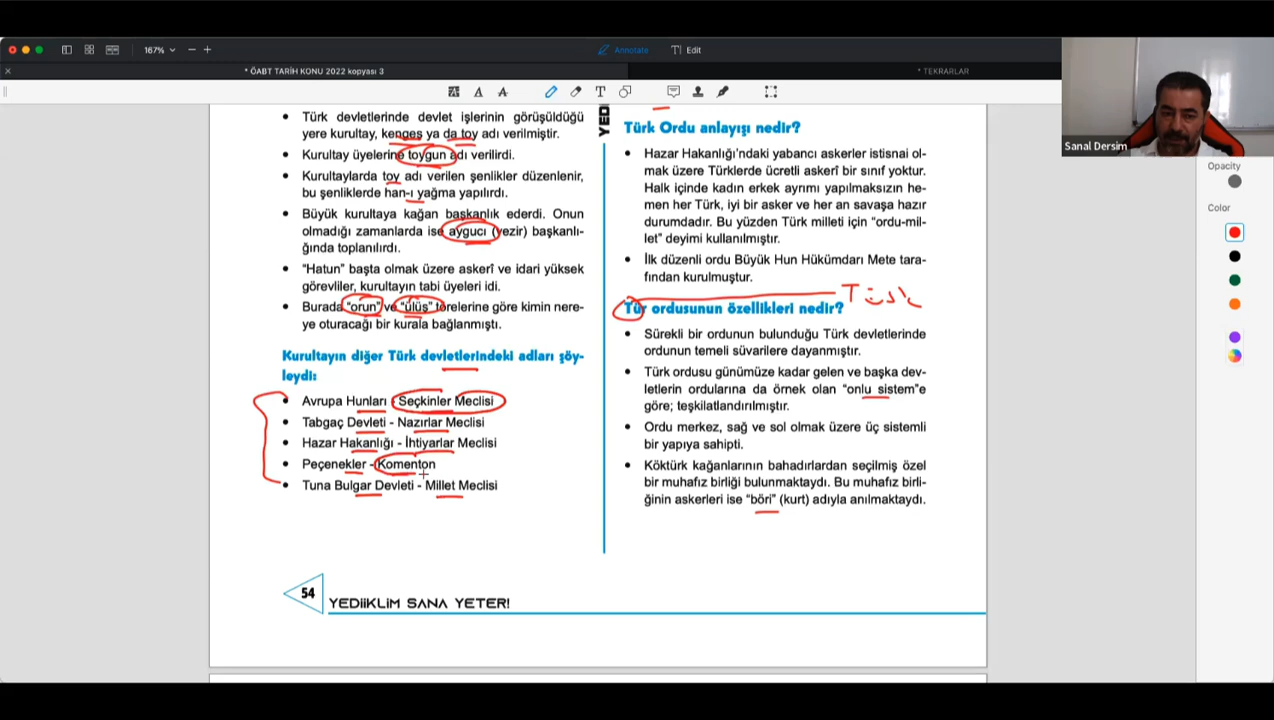 167%
Annotate
Edit
* ÖABT TARİH KONU 2022 kopyası 3
* TEKRARLAR
Türk devletlerinde devlet işlerinin görüşüldüğü
yere kurultay, kengeş ya da toy adı verilmiştir.
Kurultay üyelerine toygun adı verilirdi.
Kurultaylarda toy adı verilen şenlikler düzenlenir,
bu şenliklerde han-ı yağma yapılırdı.
Büyük kurultaya kağan başkanlık ederdi. Onun
olmadığı zamanlarda ise aygucı (vezir) başkanlı-
ğında toplanılırdı.
“Hatun” başta olmak üzere askerî ve idari yüksek
görevliler, kurultayın tabi üyeleri idi.
Burada “orun” ve “ülüş” törelerine göre kimin nere-
ye oturacağı bir kurala bağlanmıştı.
Kurultayın diğer Türk devletlerindeki adları şöy-
leydi:
Avrupa Hunları - Seçkinler Meclisi
Tabgaç Devleti - Nazırlar Meclisi
Hazar Hakanlığı - İhtiyarlar Meclisi
Peçenekler - Komenton
Tuna Bulgar Devleti - Millet Meclisi
54
YEDİİKLİM SANA YETER!
YED
Türk Ordu anlayışı nedir?
Hazar Hakanlığı’ndaki yabancı askerler istisnai ol-
mak üzere Türklerde ücretli askerî bir sınıf yoktur.
Halk içinde kadın erkek ayrımı yapılmaksızın he-
men her Türk, iyi bir asker ve her an savaşa hazır
durumdadır. Bu yüzden Türk milleti için “ordu-mil-
let” deyimi kullanılmıştır.
İlk düzenli ordu Büyük Hun Hükümdarı Mete tara-
fından kurulmuştur.
Türk
Tür ordusunun özellikleri nedir?
Sürekli bir ordunun bulunduğu Türk devletlerinde
ordunun temeli süvarilere dayanmıştır.
Türk ordusu günümüze kadar gelen ve başka dev-
letlerin ordularına da örnek olan “onlu sistem”e
göre; teşkilatlandırılmıştır.
Ordu merkez, sağ ve sol olmak üzere üç sistemli
bir yapıya sahipti.
Köktürk kağanlarının bahadırlardan seçilmiş özel
bir muhafız birliği bulunmaktaydı. Bu muhafız birli-
ğinin askerleri ise “böri” (kurt) adıyla anılmaktaydı.
Sanal Dersim
Opacity
Color